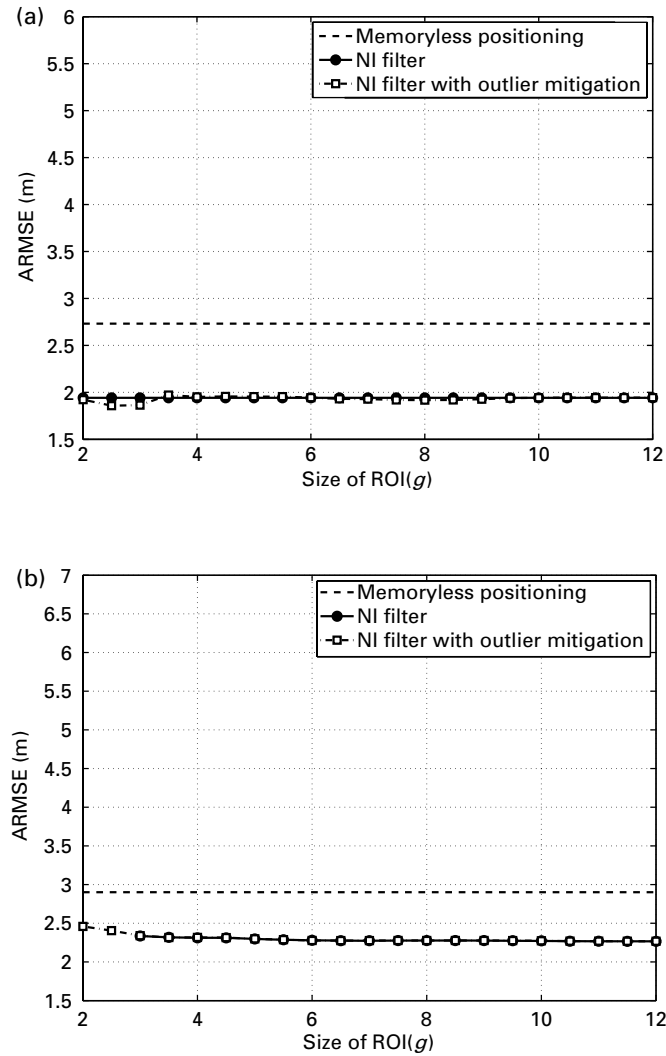 (a)
6
5.5
5
4.5
4
3.5
3
2.5
2
1.5
ARMSE (m)
Memoryless positioning
NI filter
NI filter with outlier mitigation
2
4
6
8
10
12
Size of ROI(g)
(b)
7
6.5
6
5.5
5
4.5
4
3.5
3
2.5
2
1.5
ARMSE (m)
Memoryless positioning
NI filter
NI filter with outlier mitigation
2
4
6
8
10
12
Size of ROI(g)